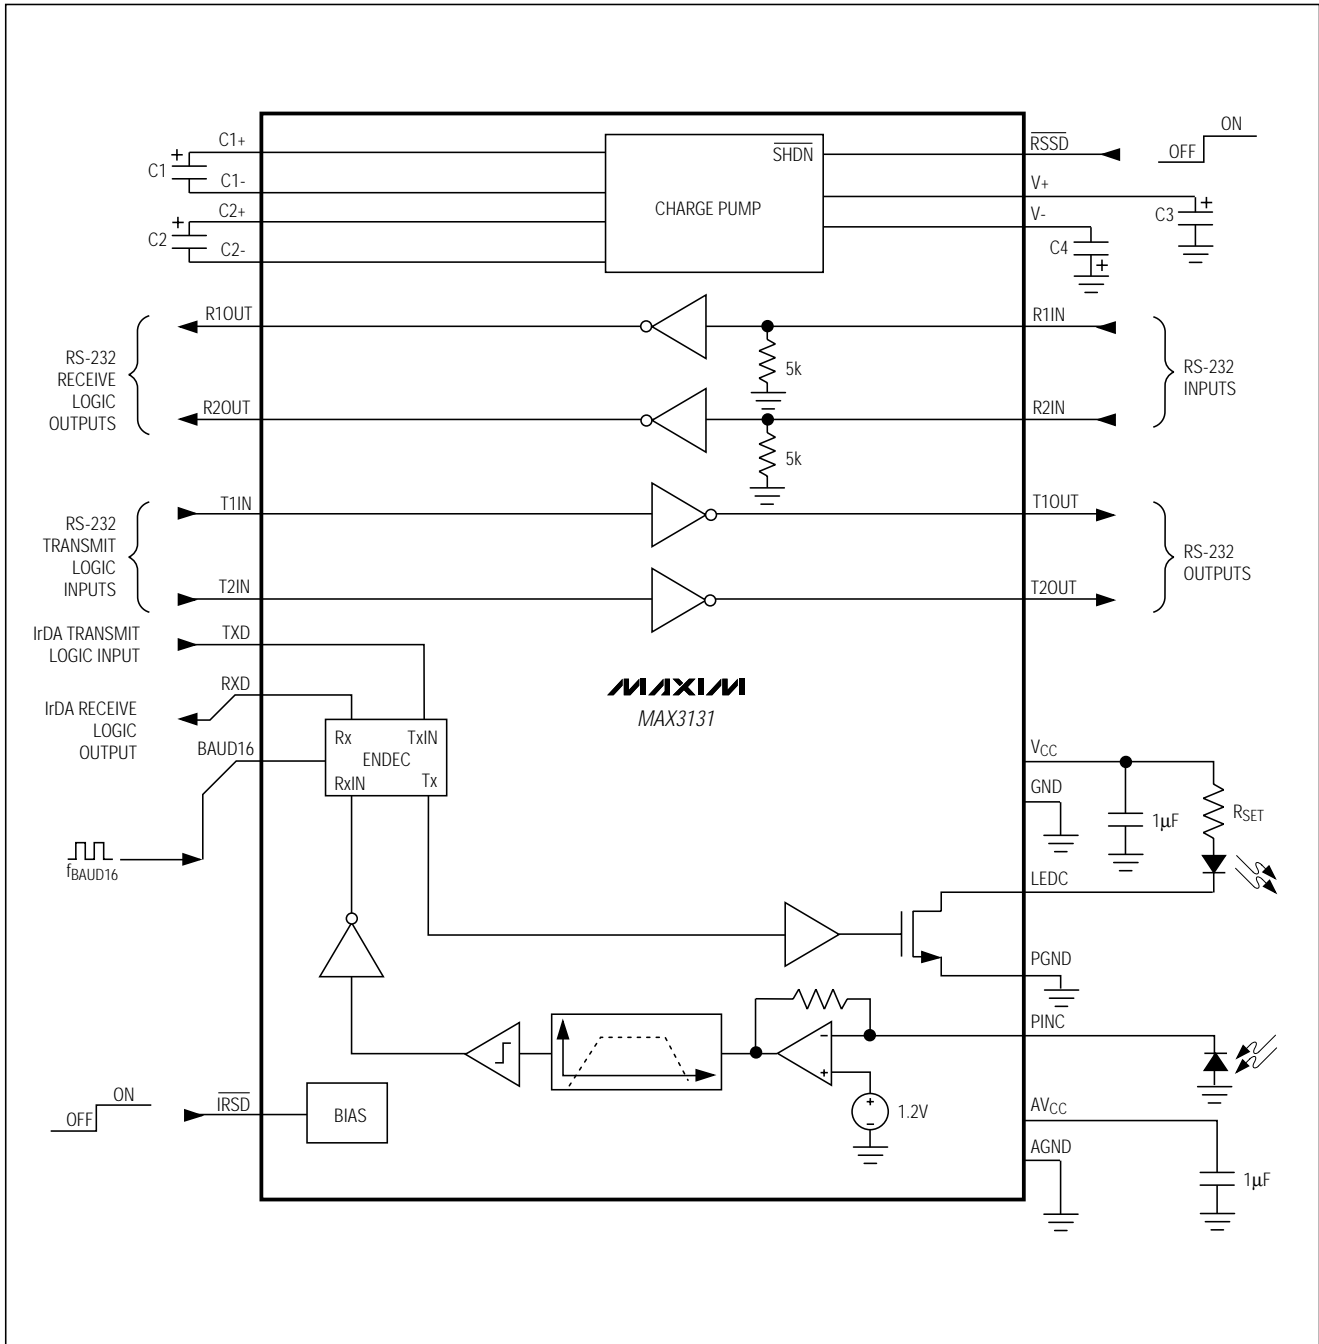 C1+
C1
+
C1-
C2+
C2
+
C2-
SHDN
CHARGE PUMP
RSSD
OFF
ON
V+
+
C3
V-
C4
+
R1OUT
R1IN
5k
RS-232
RECEIVE
LOGIC
OUTPUTS
RS-232
INPUTS
R2OUT
R2IN
5k
T1IN
T1OUT
RS-232
TRANSMIT
LOGIC
INPUTS
RS-232
OUTPUTS
T2IN
T2OUT
IrDA TRANSMIT
LOGIC INPUT
TXD
RXD
IrDA RECEIVE
LOGIC
OUTPUT
MAXIM
MAX3131
Rx
TxIN
ENDEC
RxIN
Tx
BAUD16
fBAUD16
VCC
GND
1μF
RSET
LEDC
PGND
PINC
-
+
+
-
1.2V
OFF
ON
IRSD
BIAS
AVCC
AGND
1μF